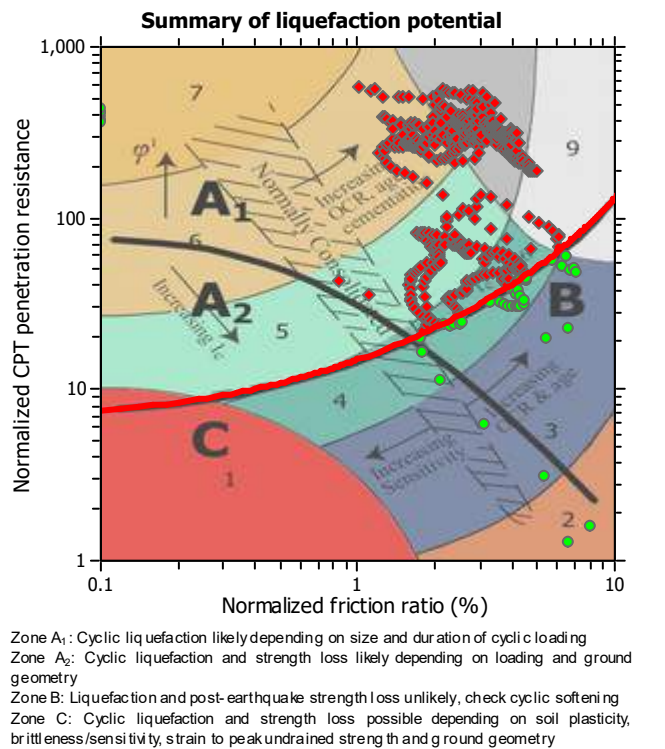 Summary of liquefaction potential
1,000
100
10
1
Normalized CPT penetration resistance
7
9
φ'
A1
6
A2
Normally Consolidated
Increasing
OCR, age,
cementation
Increasing Ic
5
B
4
C
1
Increasing
OCR & age
3
Increasing
Sensitivity
2
0.1
1
10
Normalized friction ratio (%)
Zone A1: Cyclic liquefaction likely depending on size and duration of cyclic loading
Zone A2: Cyclic liquefaction and strength loss likely depending on loading and ground
geometry
Zone B: Liquefaction and post-earthquake strength loss unlikely, check cyclic softening
Zone C: Cyclic liquefaction and strength loss possible depending on soil plasticity,
brittleness/sensitivity, strain to peak undrained strength and ground geometry